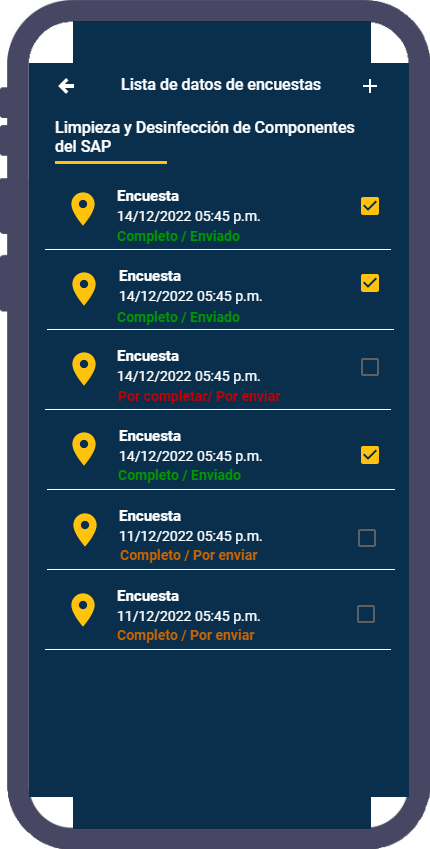 Lista de datos de encuestas
Limpieza y Desinfección de Componentes
del SAP
Encuesta
14/12/2022 05:45 p.m.
Completo / Enviado
Encuesta
14/12/2022 05:45 p.m.
Completo / Enviado
Encuesta
14/12/2022 05:45 p.m.
Por completar/ Por enviar
Encuesta
14/12/2022 05:45 p.m.
Completo / Enviado
Encuesta
11/12/2022 05:45 p.m.
Completo / Por enviar
Encuesta
11/12/2022 05:45 p.m.
Completo / Por enviar